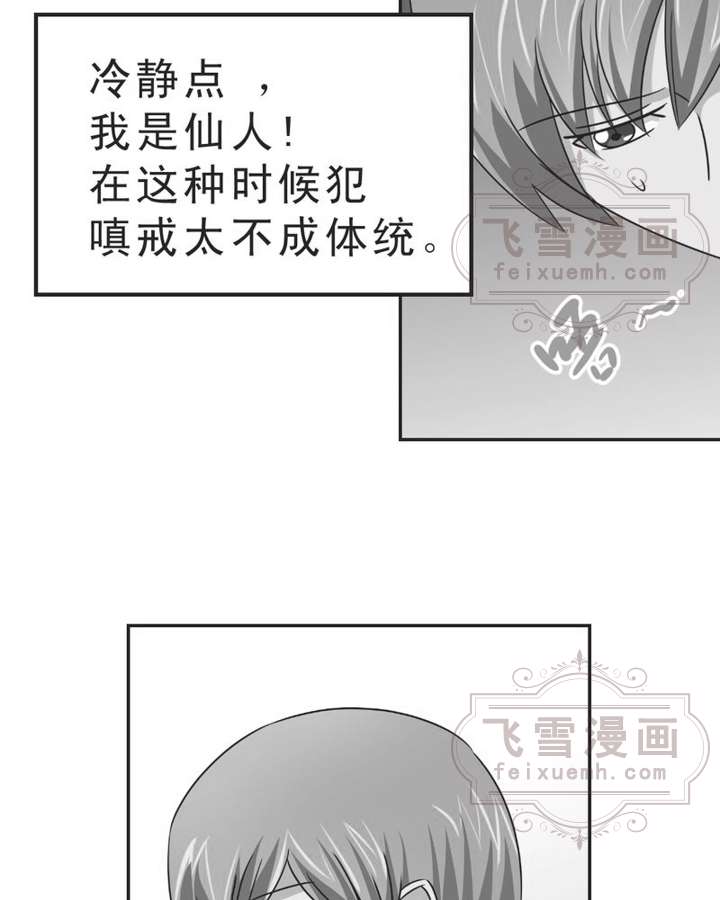 冷静点，
我是仙人!
在这种时候犯
嗔戒太不成体统。
飞雪漫画
feixuemh.com
飞雪漫画
feixuemh.com